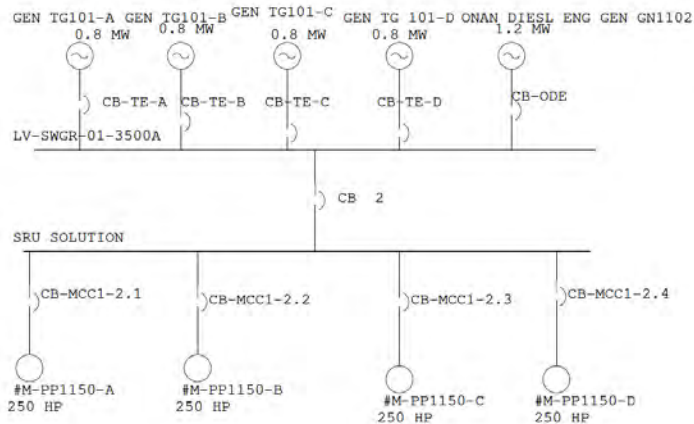 GEN TG101-A GEN TG101-B GEN TG101-C GEN TG 101-D ONAN DIESL ENG GEN GN1102
0.8 MW 0.8 MW 0.8 MW 0.8 MW 1.2 MW
CB-TE-A CB-TE-B CB-TE-C CB-TE-D CB-ODE
LV-SWGR-01-3500A
CB 2
SRU SOLUTION
CB-MCC1-2.1 CB-MCC1-2.2 CB-MCC1-2.3 CB-MCC1-2.4
#M-PP1150-A #M-PP1150-B #M-PP1150-C #M-PP1150-D
250 HP 250 HP 250 HP 250 HP